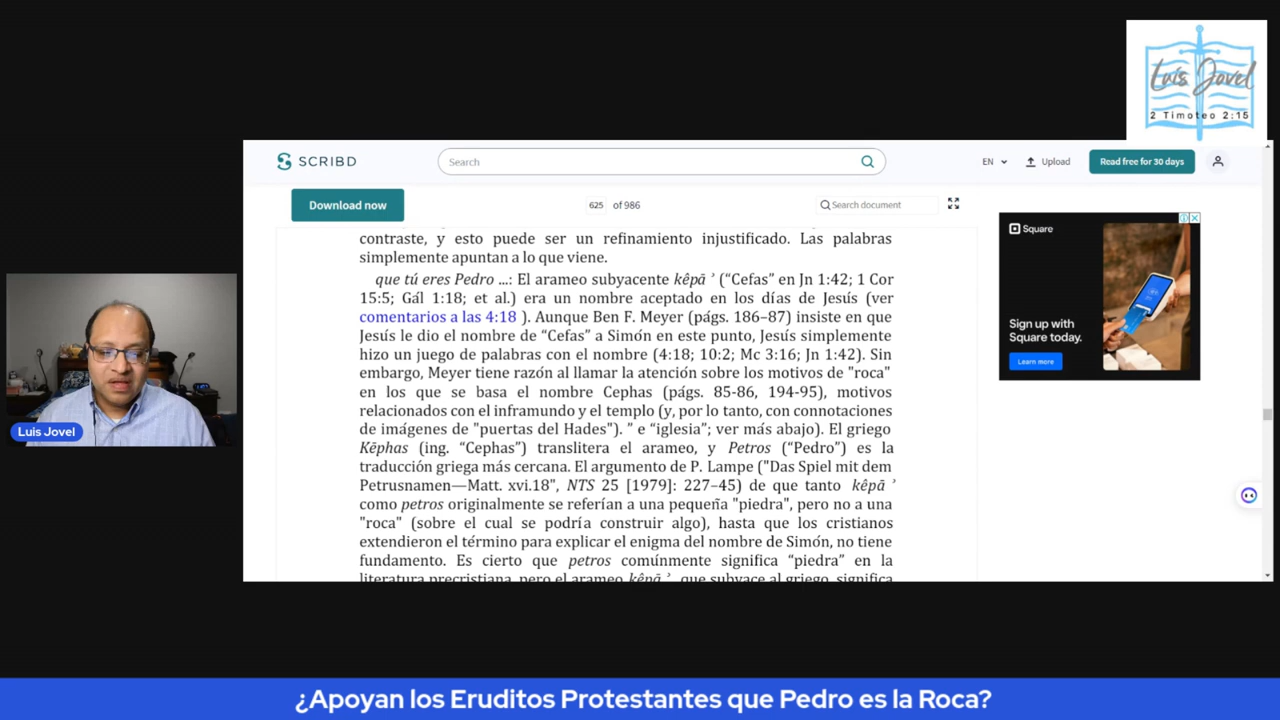 Luis Jovel
2 Timoteo 2:15
SCRIBD
Search
EN
Upload
Read free for 30 days
Download now
625 of 986
Search document
contraste, y esto puede ser un refinamiento injustificado. Las palabras
simplemente apuntan a lo que viene.
que tú eres Pedro ...: El arameo subyacente kêpā ʾ (“Cefas” en Jn 1:42; 1 Cor
15:5; Gál 1:18; et al.) era un nombre aceptado en los días de Jesús (ver
comentarios a las 4:18 ). Aunque Ben F. Meyer (págs. 186–87) insiste en que
Jesús le dio el nombre de “Cefas” a Simón en este punto, Jesús simplemente
hizo un juego de palabras con el nombre (4:18; 10:2; Mc 3:16; Jn 1:42). Sin
embargo, Meyer tiene razón al llamar la atención sobre los motivos de "roca"
en los que se basa el nombre Cephas (págs. 85-86, 194-95), motivos
relacionados con el inframundo y el templo (y, por lo tanto, con connotaciones
de imágenes de "puertas del Hades"). ” e “iglesia”; ver más abajo). El griego
Kēphas (ing. “Cephas”) translitera el arameo, y Petros (“Pedro”) es la
traducción griega más cercana. El argumento de P. Lampe ("Das Spiel mit dem
Petrusnamen—Matt. xvi.18", NTS 25 [1979]: 227–45) de que tanto kêpā ʾ
como petros originalmente se referían a una pequeña "piedra", pero no a una
"roca" (sobre el cual se podría construir algo), hasta que los cristianos
extendieron el término para explicar el enigma del nombre de Simón, no tiene
fundamento. Es cierto que petros comúnmente significa “piedra” en la
literatura precristiana, pero el arameo kêpā ʾ que subyace al griego, significa
Square
Sign up with
Square today.
Learn more
Luis Jovel
¿Apoyan los Eruditos Protestantes que Pedro es la Roca?